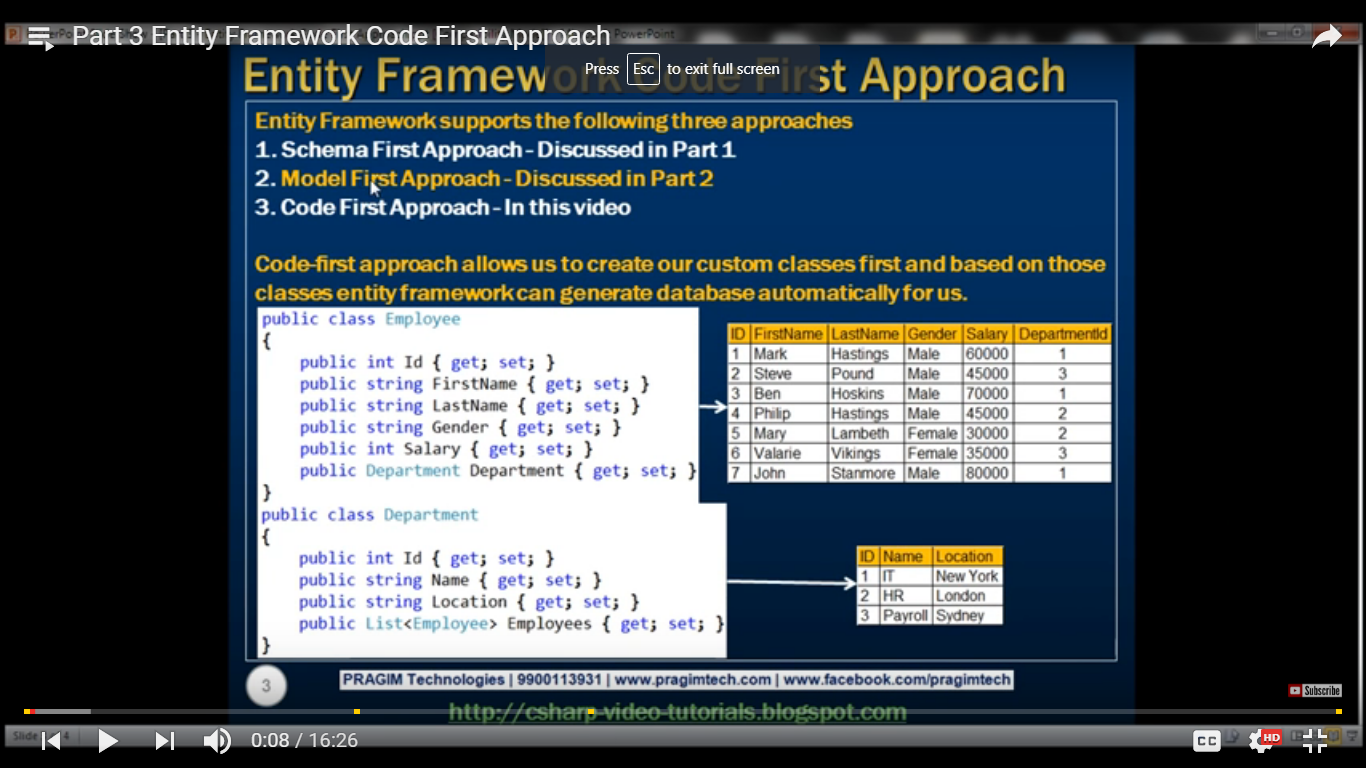 Part 3 Entity Framework Code First Approach
PowerPoint
Press Esc to exit full screen
Entity Framework Code First Approach
Entity Framework supports the following three approaches
1. Schema First Approach - Discussed in Part 1
2. Model First Approach - Discussed in Part 2
3. Code First Approach - In this video
Code-first approach allows us to create our custom classes first and based on those
classes entity framework can generate database automatically for us.
public class Employee
{
public int Id { get; set; }
public string FirstName { get; set; }
public string LastName { get; set; }
public string Gender { get; set; }
public int Salary { get; set; }
public Department Department { get; set; }
}
ID FirstName LastName Gender Salary DepartmentId
1 Mark Hastings Male 60000 1
2 Steve Pound Male 45000 3
3 Ben Hoskins Male 70000 1
4 Philip Hastings Male 45000 2
5 Mary Lambeth Female 30000 2
6 Valarie Vikings Female 35000 3
7 John Stanmore Male 80000 1
public class Department
{
public int Id { get; set; }
public string Name { get; set; }
public string Location { get; set; }
public List<Employee> Employees { get; set; }
}
ID Name Location
1 IT New York
2 HR London
3 Payroll Sydney
3
PRAGIM Technologies | 9900113931 | www.pragimtech.com | www.facebook.com/pragimtech
Subscribe
http://csharp-video-tutorials.blogspot.com
0:08 / 16:26
CC
HD